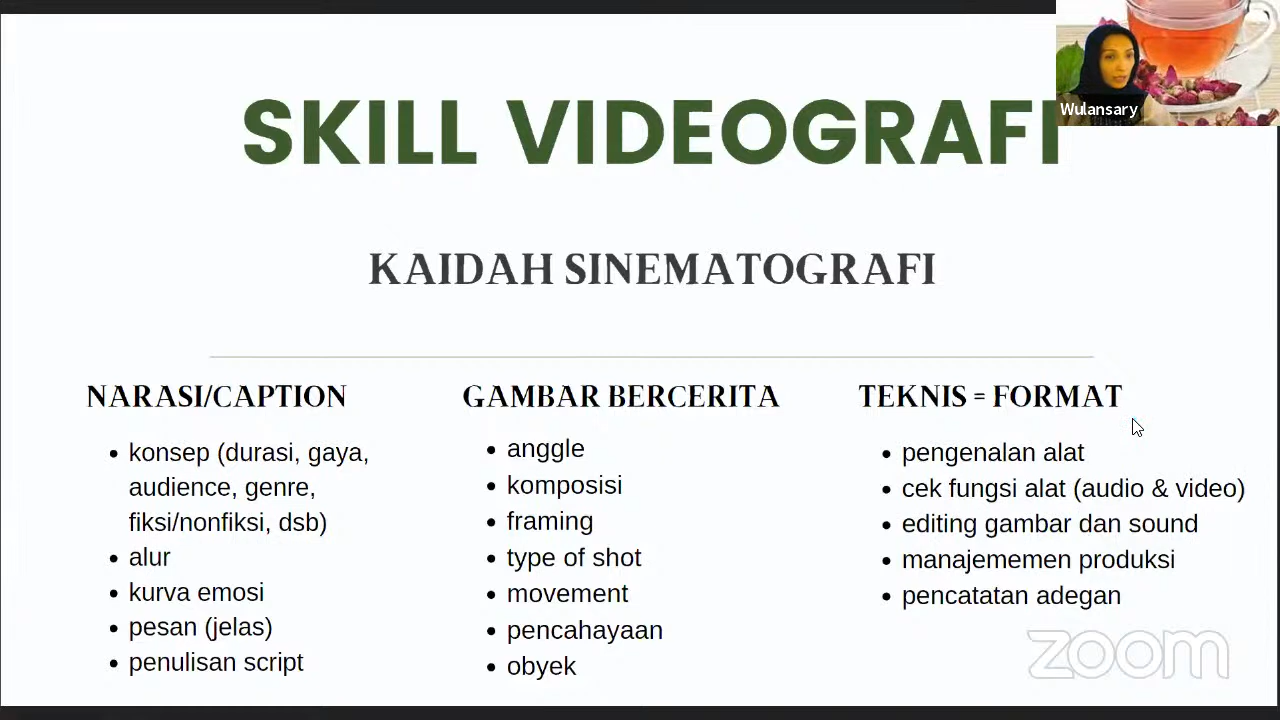 SKILL VIDEOGRAFI
Wulansary
KAIDAH SINEMATOGRAFI
NARASI/CAPTION
konsep (durasi, gaya,
audience, genre,
fiksi/nonfiksi, dsb)
alur
kurva emosi
pesan (jelas)
penulisan script
GAMBAR BERCERITA
anggle
komposisi
framing
type of shot
movement
pencahayaan
obyek
TEKNIS = FORMAT
pengenalan alat
cek fungsi alat (audio & video)
editing gambar dan sound
manajememen produksi
pencatatan adegan
zoom